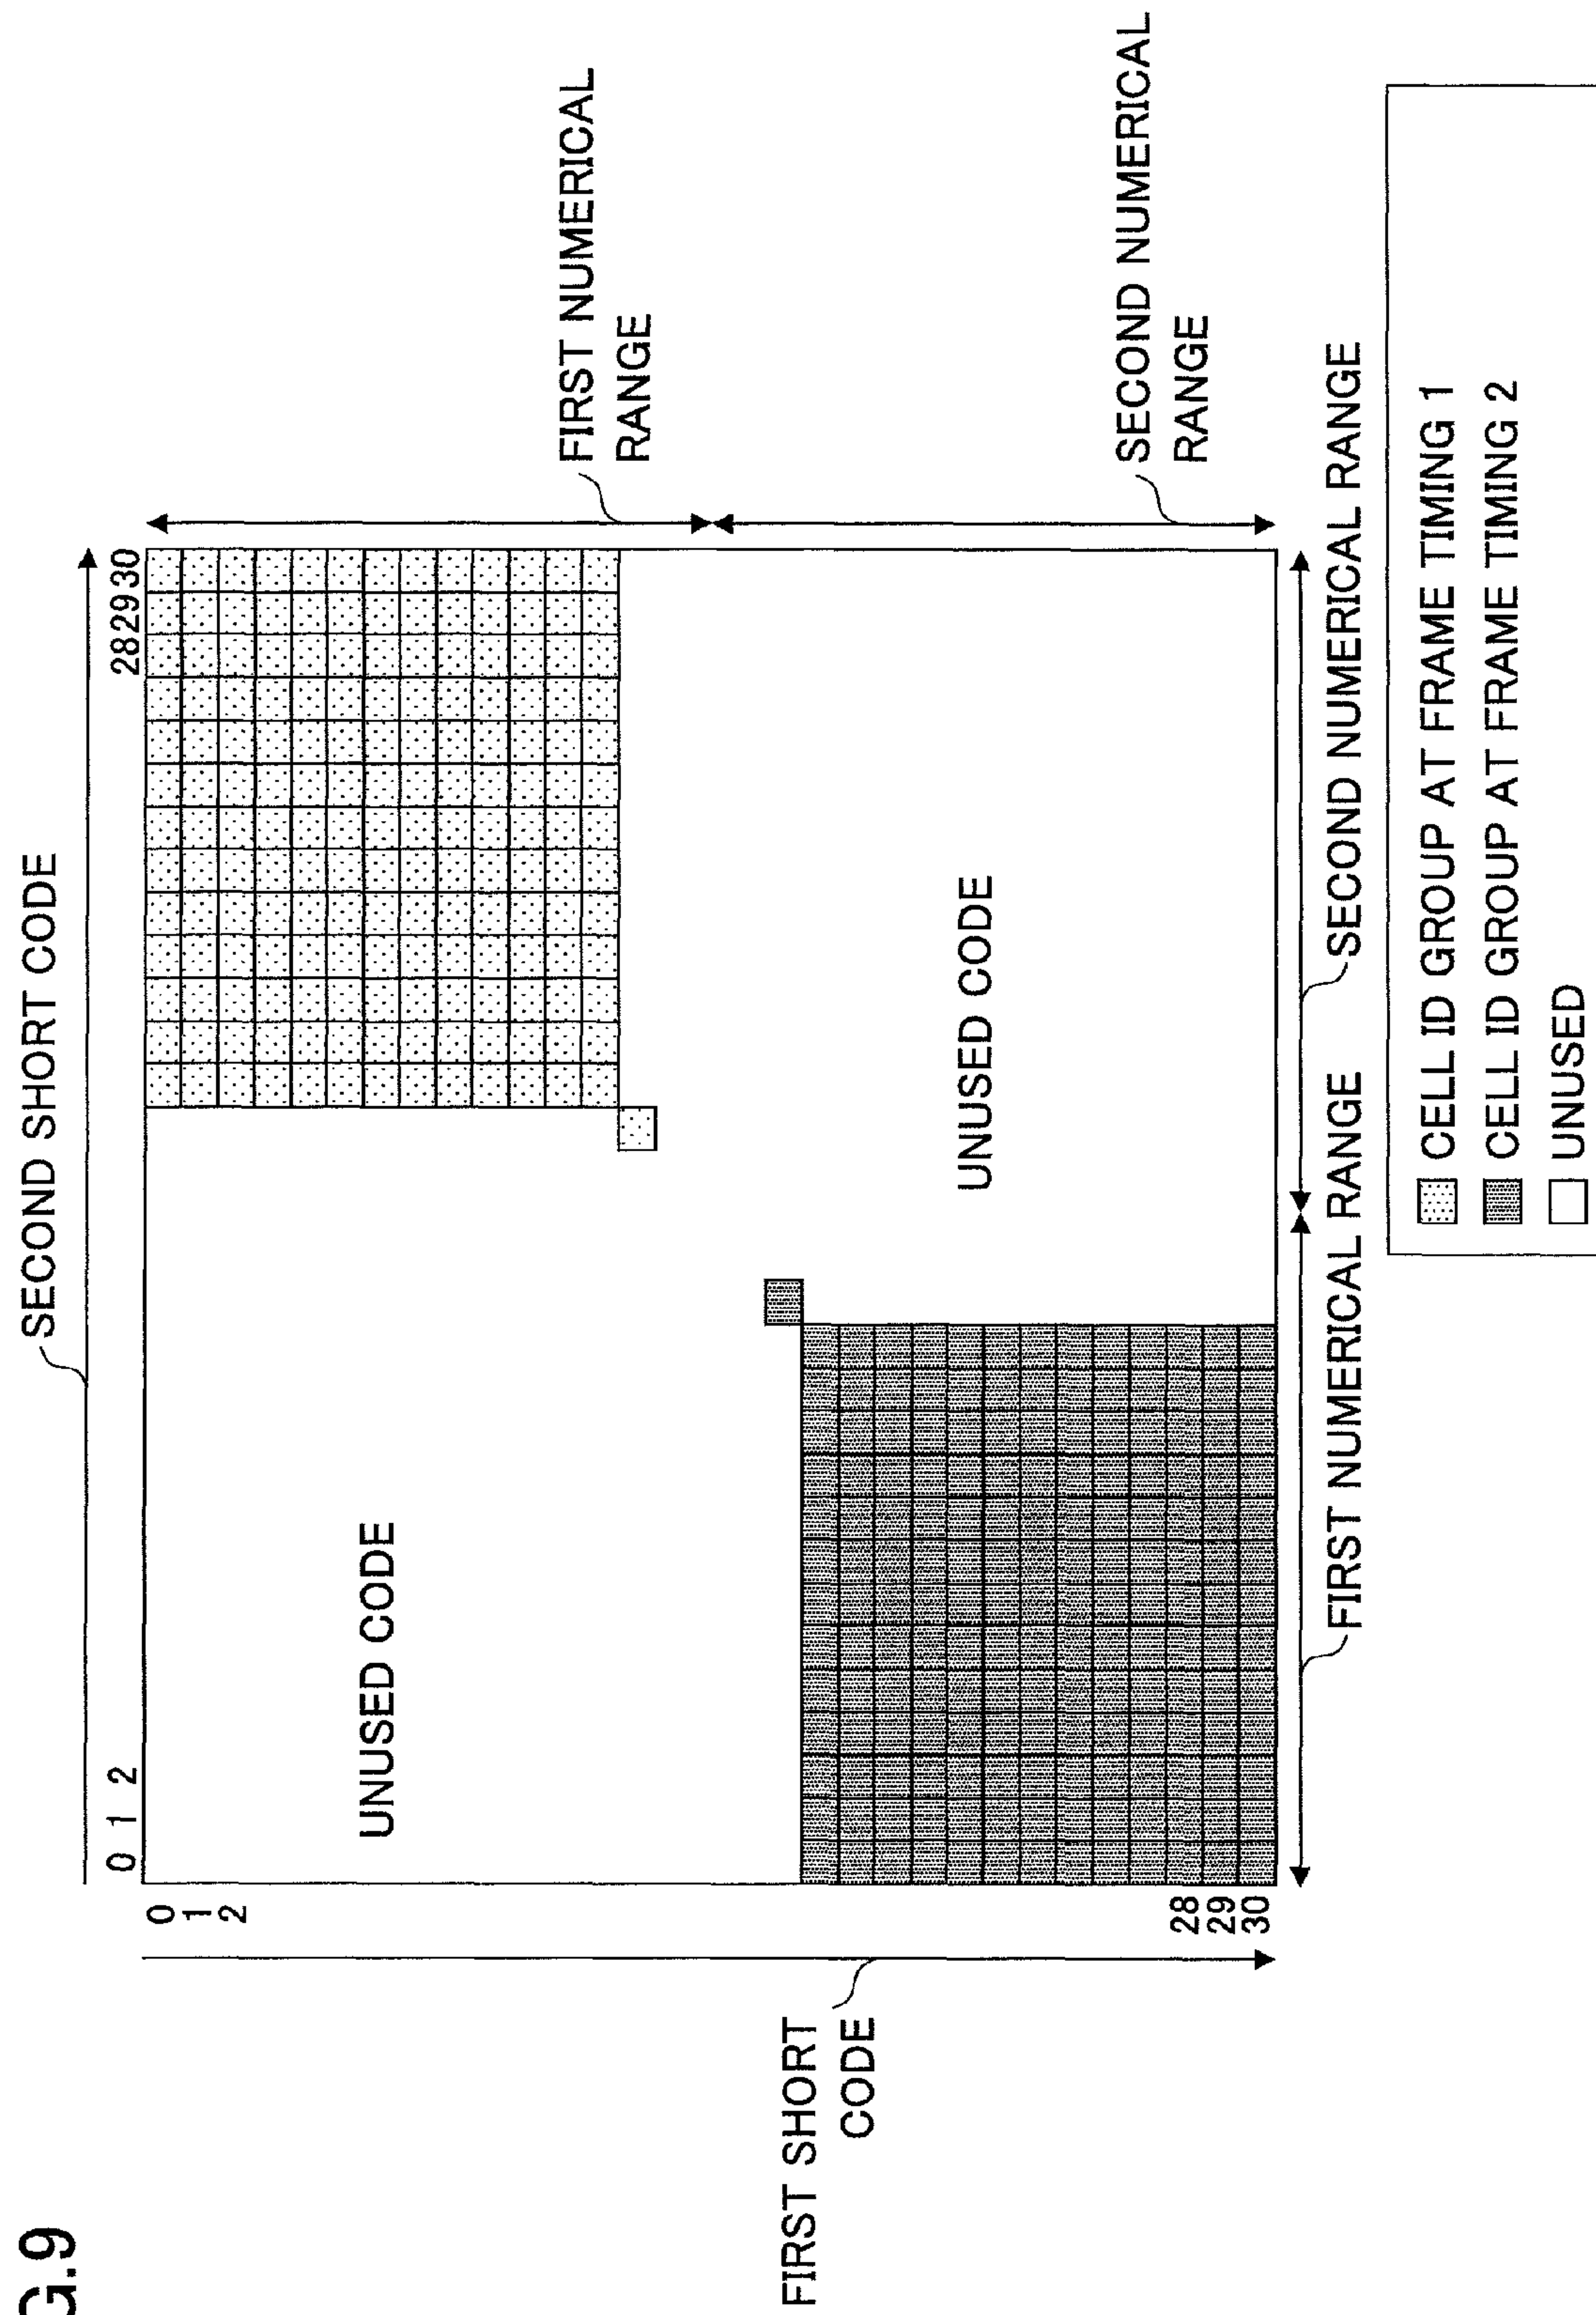 G.9
SECOND SHORT CODE
0 1 2
28 29 30
FIRST SHORT
CODE
0
1
2
28
29
30
UNUSED CODE
UNUSED CODE
FIRST NUMERICAL
RANGE
SECOND NUMERICAL
RANGE
FIRST NUMERICAL RANGE
SECOND NUMERICAL RANGE
CELL ID GROUP AT FRAME TIMING 1
CELL ID GROUP AT FRAME TIMING 2
UNUSED